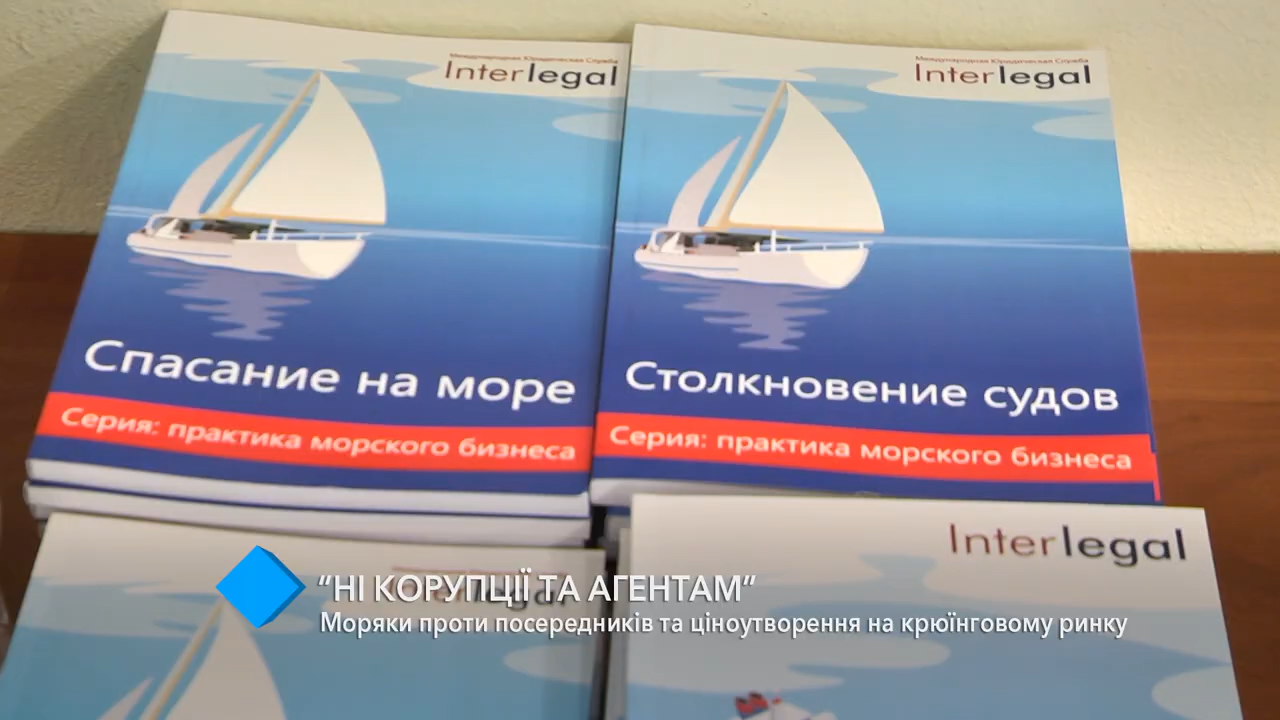 Международная Юридическая Служба
Interlegal
Спасание на море
Серия: практика морского бизнеса
Международная Юридическая Служба
Interlegal
Столкновение судов
Серия: практика морского бизнеса
Interlegal
Interlegal
“НІ КОРУПЦІЇ ТА АГЕНТАМ”
Моряки проти посередників та ціноутворення на крюїнговому ринку